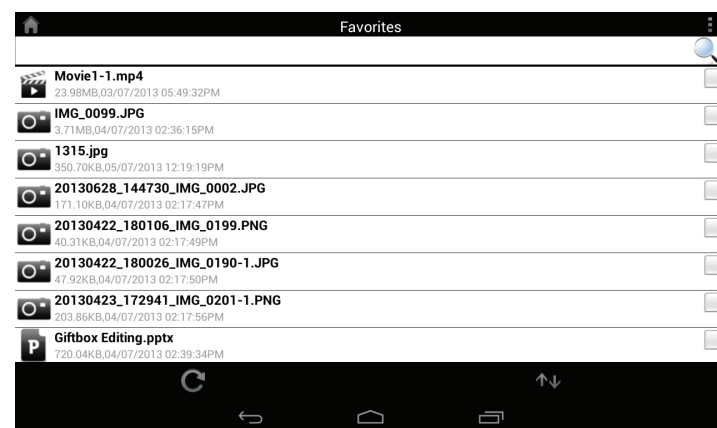 Favorites
Movie1-1.mp4
23.98MB,03/07/2013 05:49:32PM
IMG_0099.JPG
3.71MB,04/07/2013 02:36:15PM
1315.jpg
350.70KB,05/07/2013 12:19:19PM
20130628_144730_IMG_0002.JPG
171.10KB,04/07/2013 02:17:47PM
20130422_180106_IMG_0199.PNG
40.31KB,04/07/2013 02:17:49PM
20130422_180026_IMG_0190-1.JPG
47.92KB,04/07/2013 02:17:50PM
20130423_172941_IMG_0201-1.PNG
203.86KB,04/07/2013 02:17:56PM
P
Giftbox Editing.pptx
720.04KB,04/07/2013 02:39:34PM